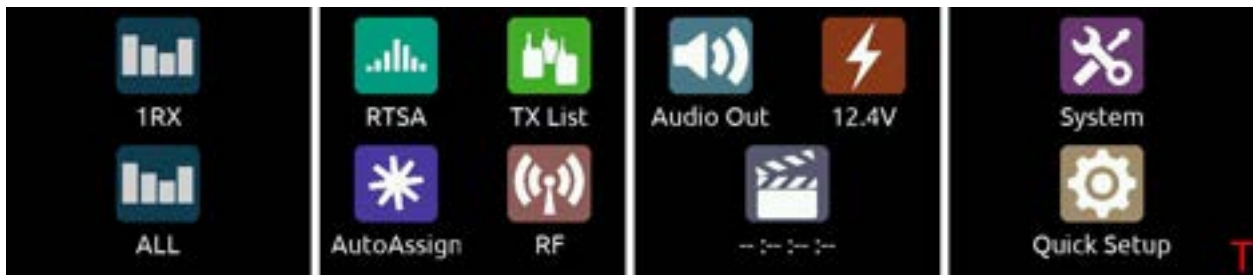 1RX
ALL
RTSA
TX List
AutoAssign
RF
Audio Out
12.4V
-- :-- :-- :--
System
Quick Setup
T